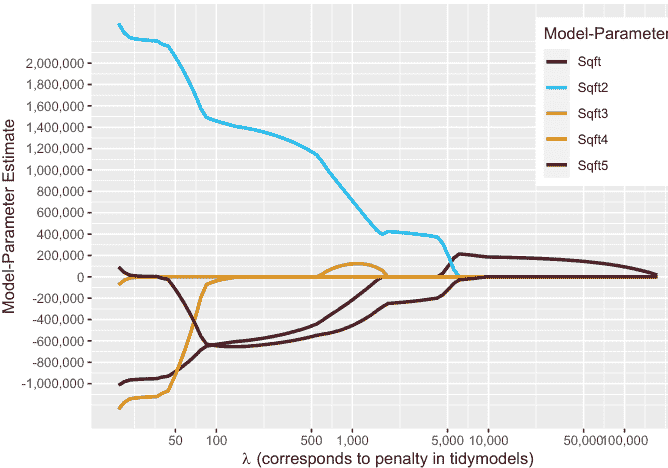 Model-Parameter
Sqft
Sqft2
Sqft3
Sqft4
Sqft5
Model-Parameter Estimate
2,000,000
1,800,000
1,600,000
1,400,000
1,200,000
1,000,000
800,000
600,000
400,000
200,000
0
-200,000
-400,000
-600,000
-800,000
-1,000,000
50 100 500 1,000 5,000 10,000 50,000 100,000
λ (corresponds to penalty in tidymodels)